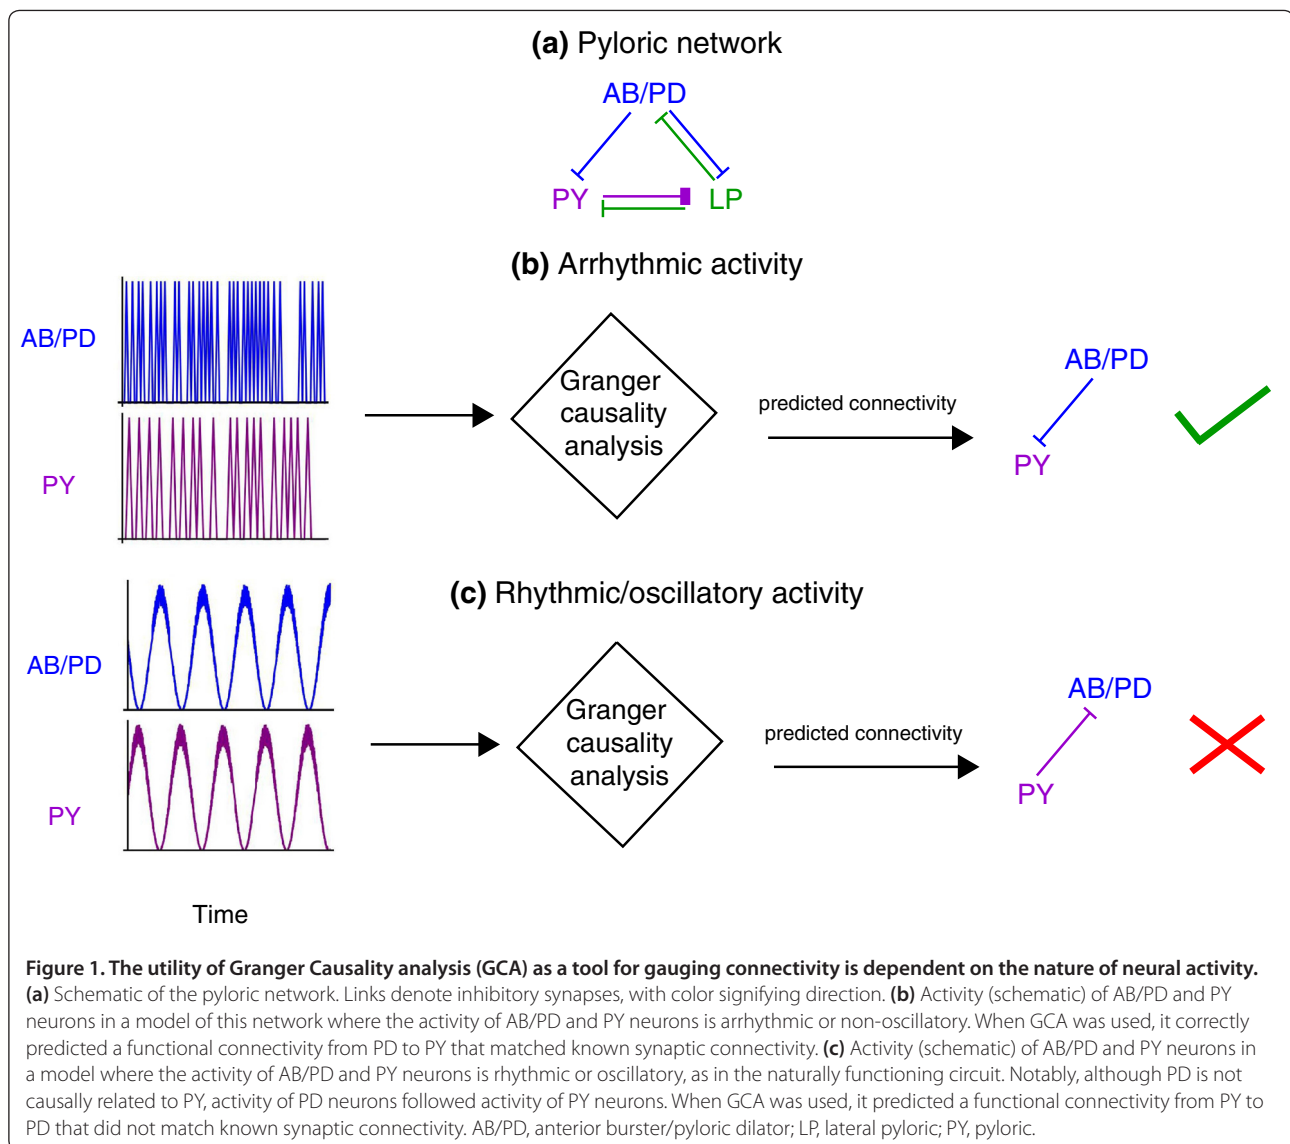 (a) Pyloric network
AB/PD
PY
LP
(b) Arrhythmic activity
AB/PD
PY
Granger
causality
analysis
predicted connectivity
AB/PD
PY
(c) Rhythmic/oscillatory activity
AB/PD
PY
Granger
causality
analysis
predicted connectivity
AB/PD
PY
Time
Figure 1. The utility of Granger Causality analysis (GCA) as a tool for gauging connectivity is dependent on the nature of neural activity.
(a) Schematic of the pyloric network. Links denote inhibitory synapses, with color signifying direction. (b) Activity (schematic) of AB/PD and PY
neurons in a model of this network where the activity of AB/PD and PY neurons is arrhythmic or non-oscillatory. When GCA was used, it correctly
predicted a functional connectivity from PD to PY that matched known synaptic connectivity. (c) Activity (schematic) of AB/PD and PY neurons in
a model where the activity of AB/PD and PY neurons is rhythmic or oscillatory, as in the naturally functioning circuit. Notably, although PD is not
causally related to PY, activity of PD neurons followed activity of PY neurons. When GCA was used, it predicted a functional connectivity from PY to
PD that did not match known synaptic connectivity. AB/PD, anterior burster/pyloric dilator; LP, lateral pyloric; PY, pyloric.